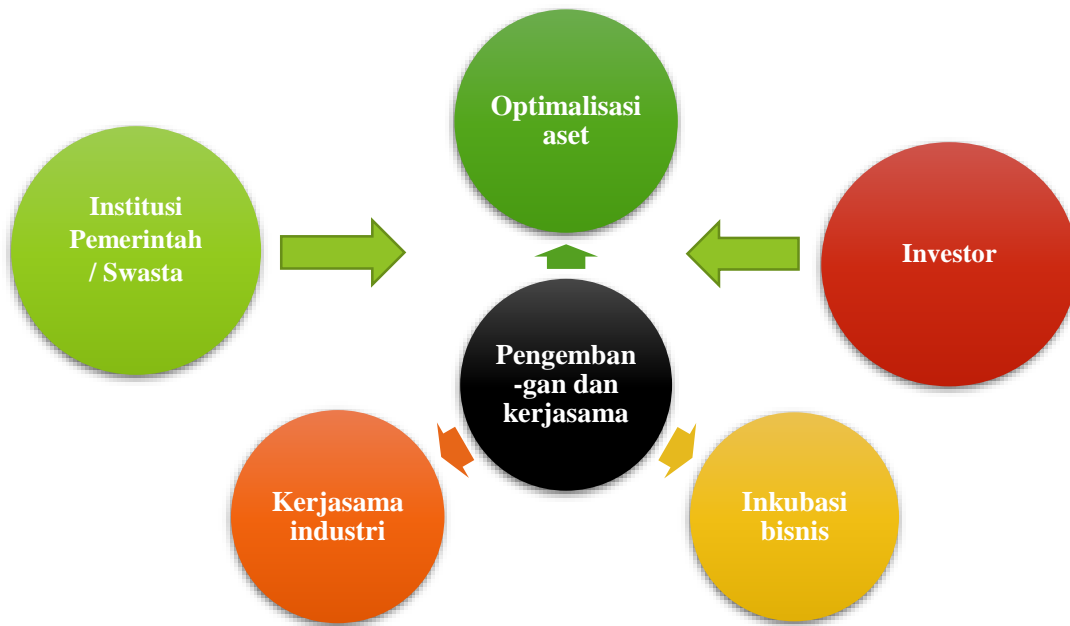 Optimalisasi
aset
Institusi
Pemerintah
/ Swasta
Investor
Pengemban
-gan dan
kerjasama
Kerjasama
industri
Inkubasi
bisnis